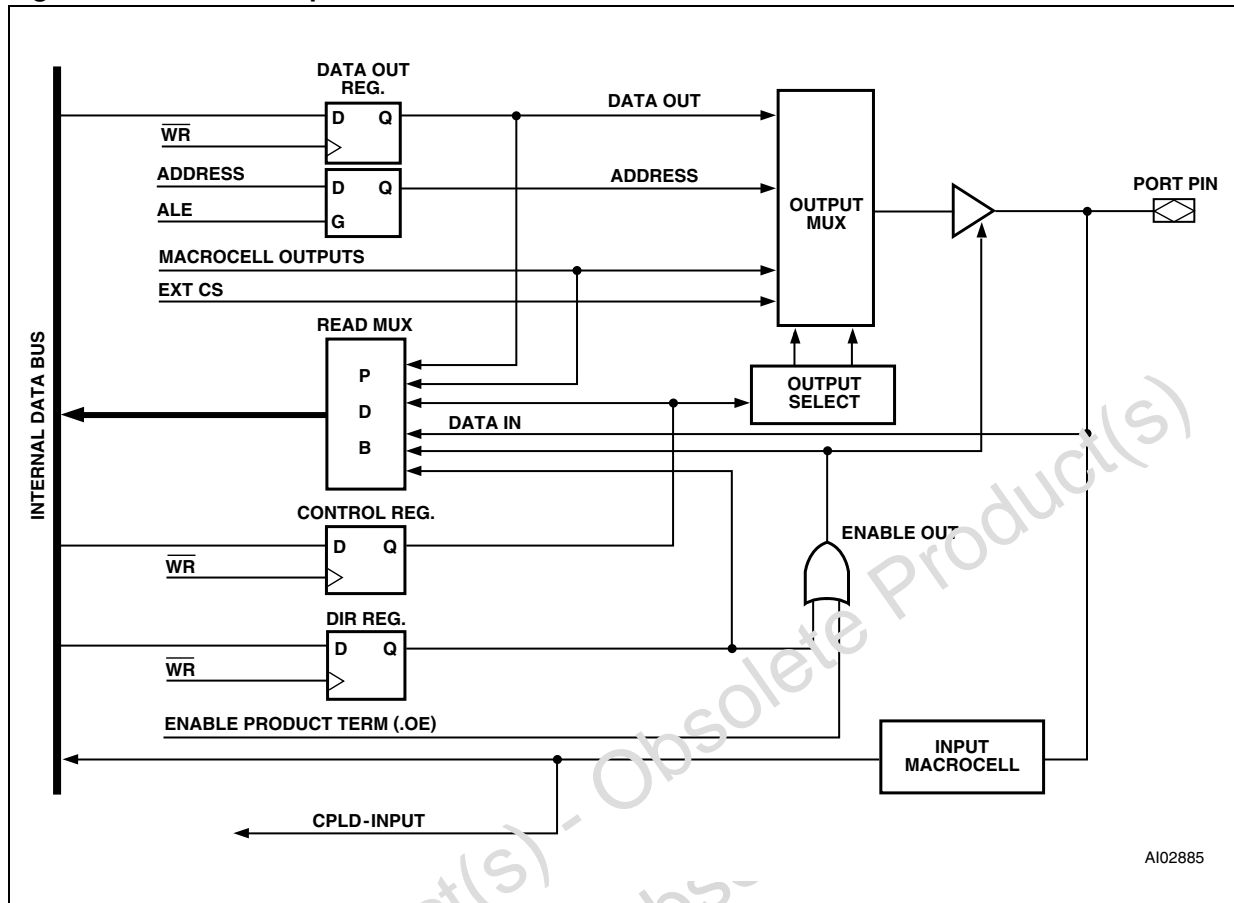 DATA OUT
REG.
D Q
WR
DATA OUT
ADDRESS
D Q
ADDRESS
ALE
G
OUTPUT
MUX
PORT PIN
MACROCELL OUTPUTS
EXT CS
READ MUX
P
D
B
OUTPUT
SELECT
DATA IN
INTERNAL DATA BUS
CONTROL REG.
D Q
WR
ENABLE OUT
DIR REG.
D Q
WR
ENABLE PRODUCT TERM (.OE)
INPUT
MACROCELL
CPLD-INPUT
AI02885
- Obsolete Product(s)